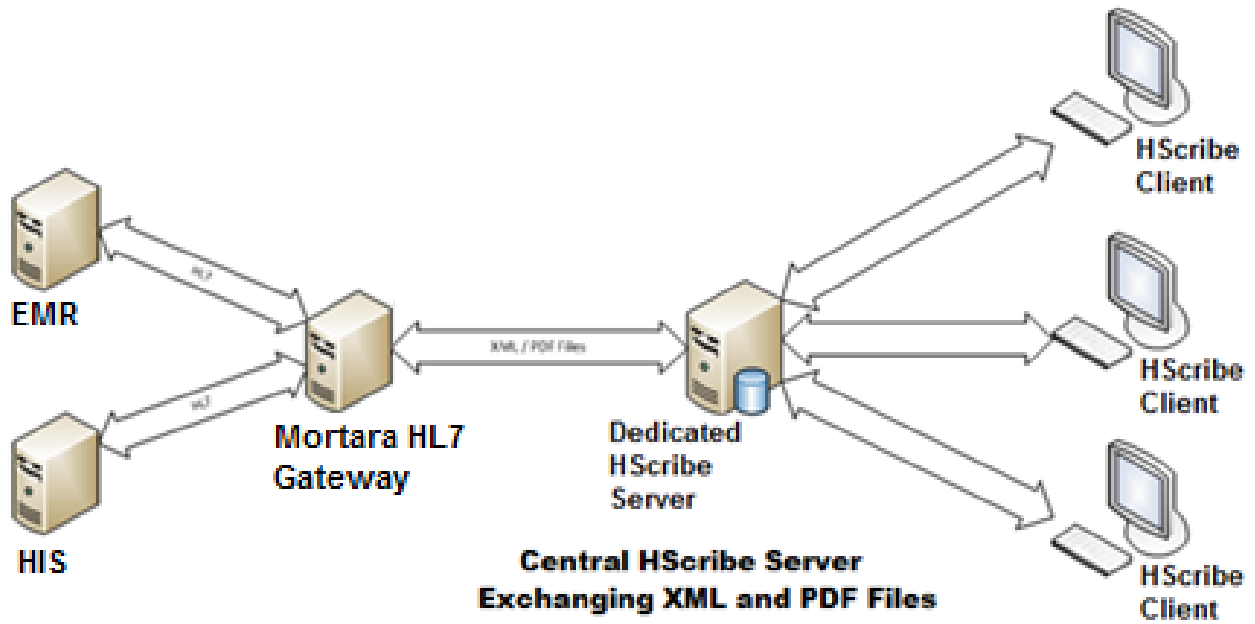 HScribe
Client
HL7
EMR
XML / PDF Files
HScribe
Client
HL7
Mortara HL7
Gateway
Dedicated
HScribe
Server
HIS
Central HScribe Server
Exchanging XML and PDF Files
HScribe
Client